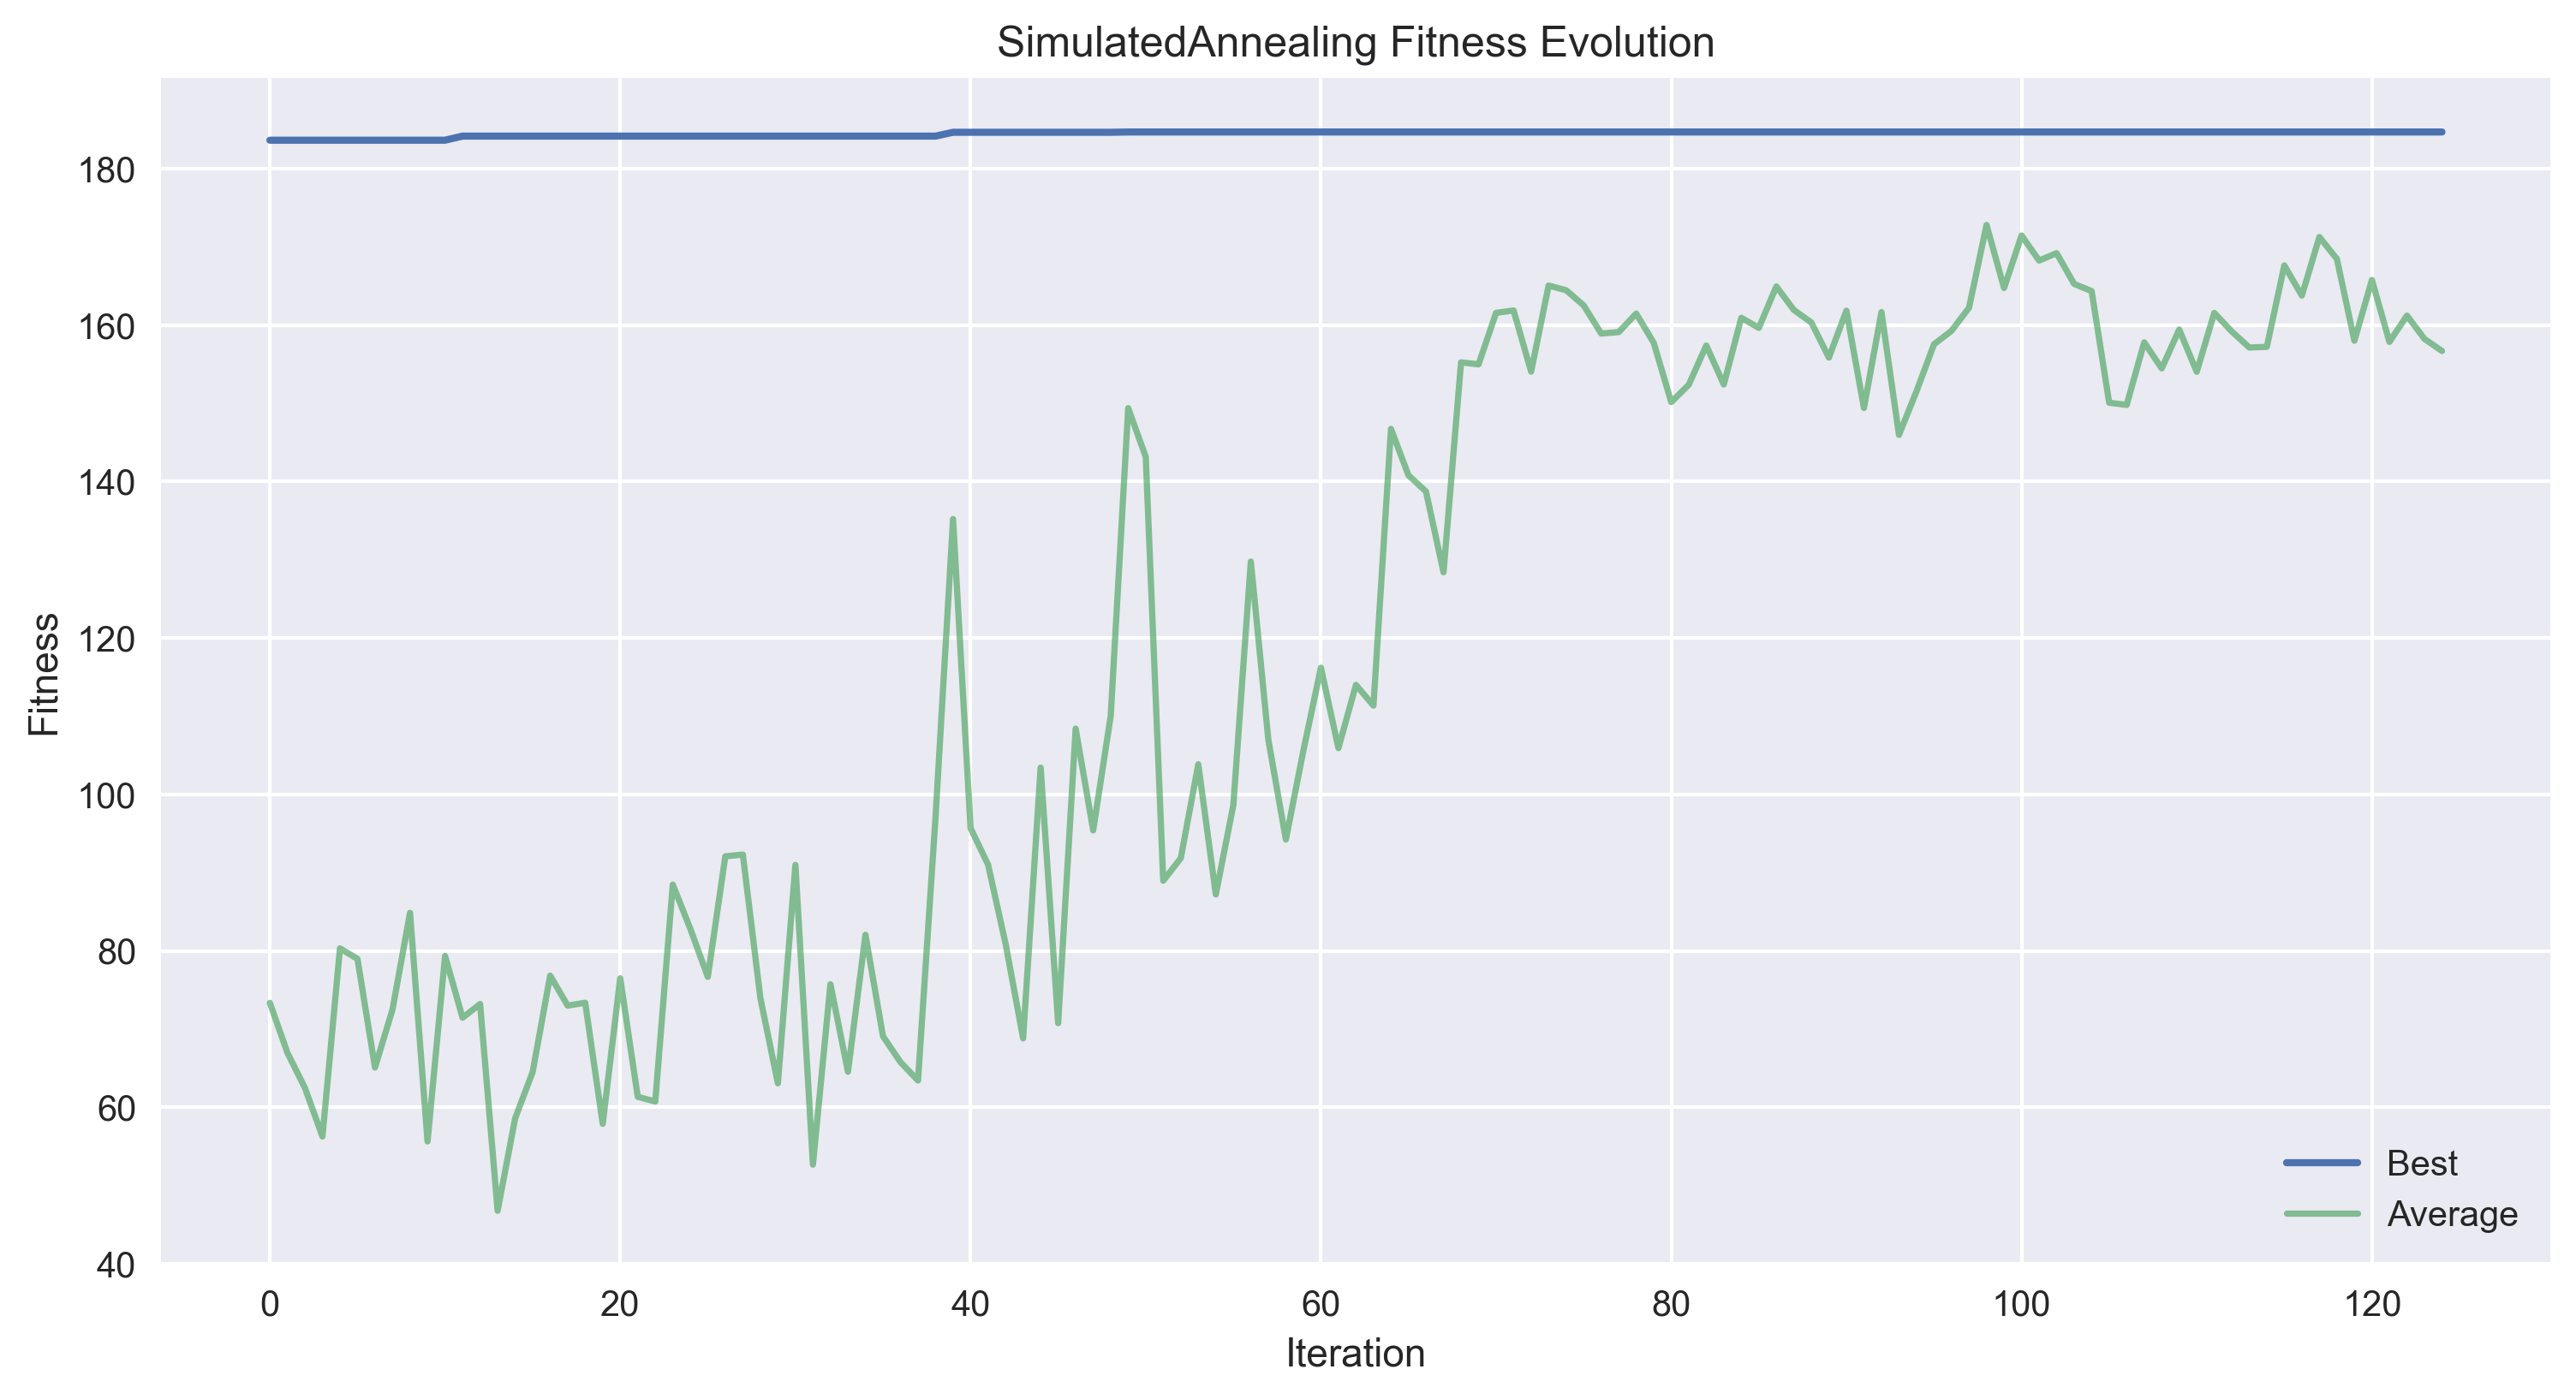 SimulatedAnnealing Fitness Evolution
180
160
140
120
100
80
60
40
Fitness
0 20 40 60 80 100 120
Iteration
Best
Average